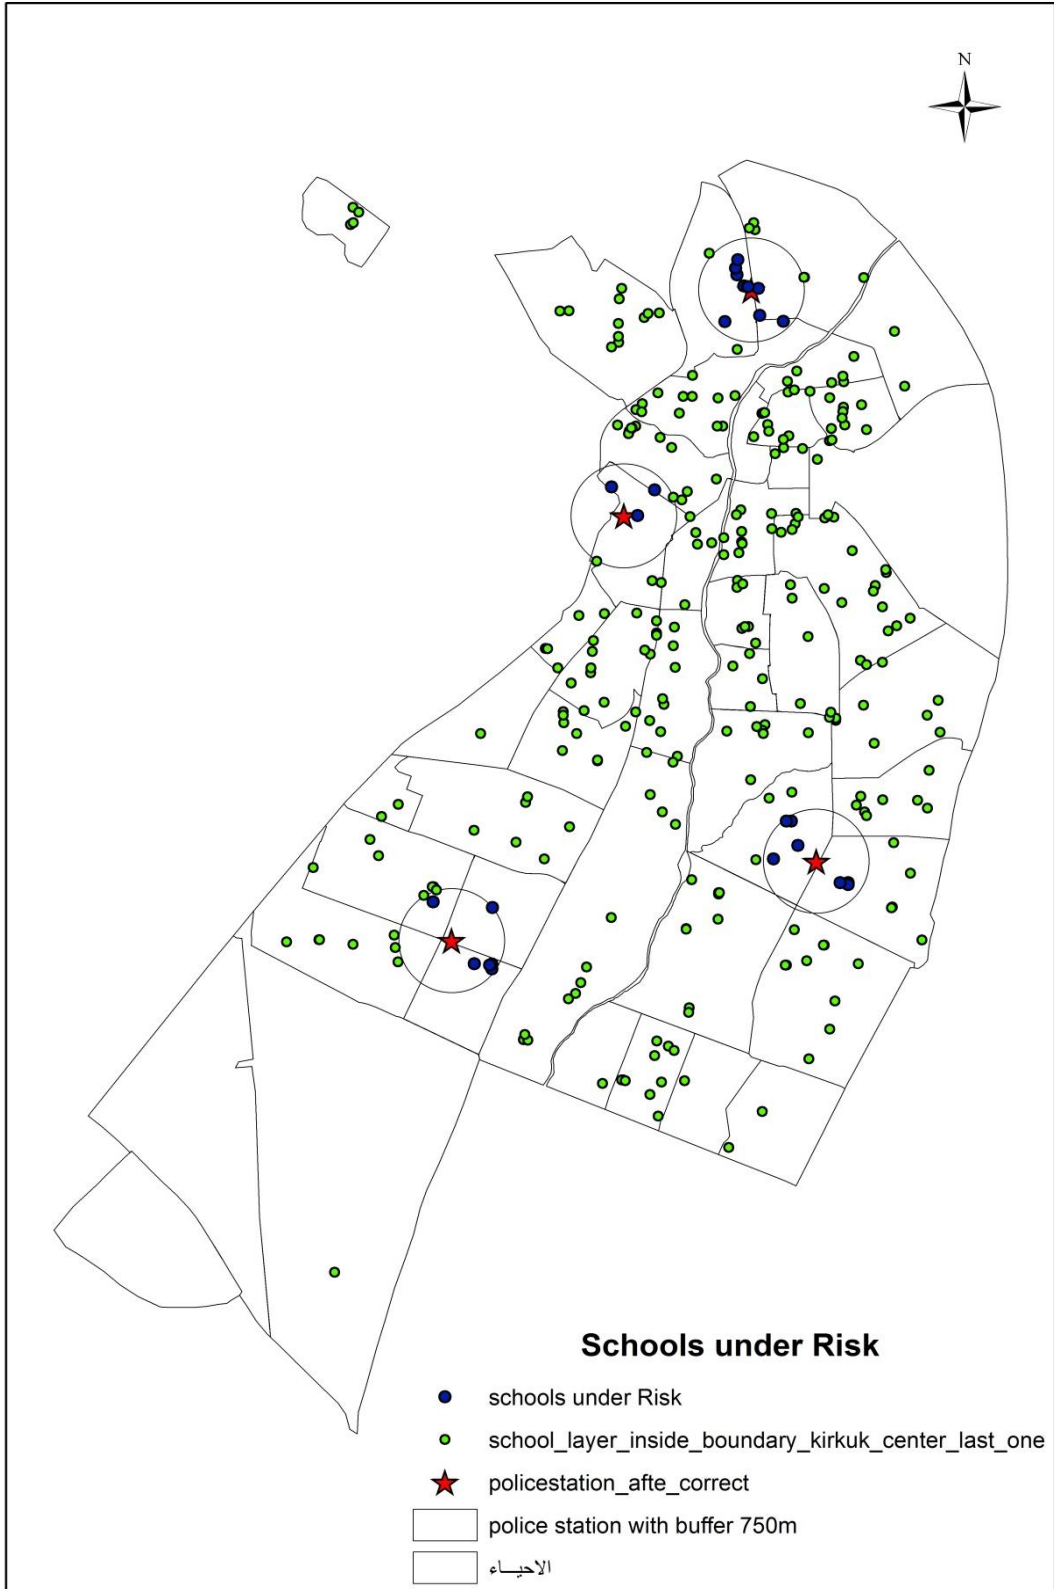 N
Schools under Risk
schools under Risk
school_layer_inside_boundary_kirkuk_center_last_one
policestation_afte_correct
police station with buffer 750m
الاحيــاء